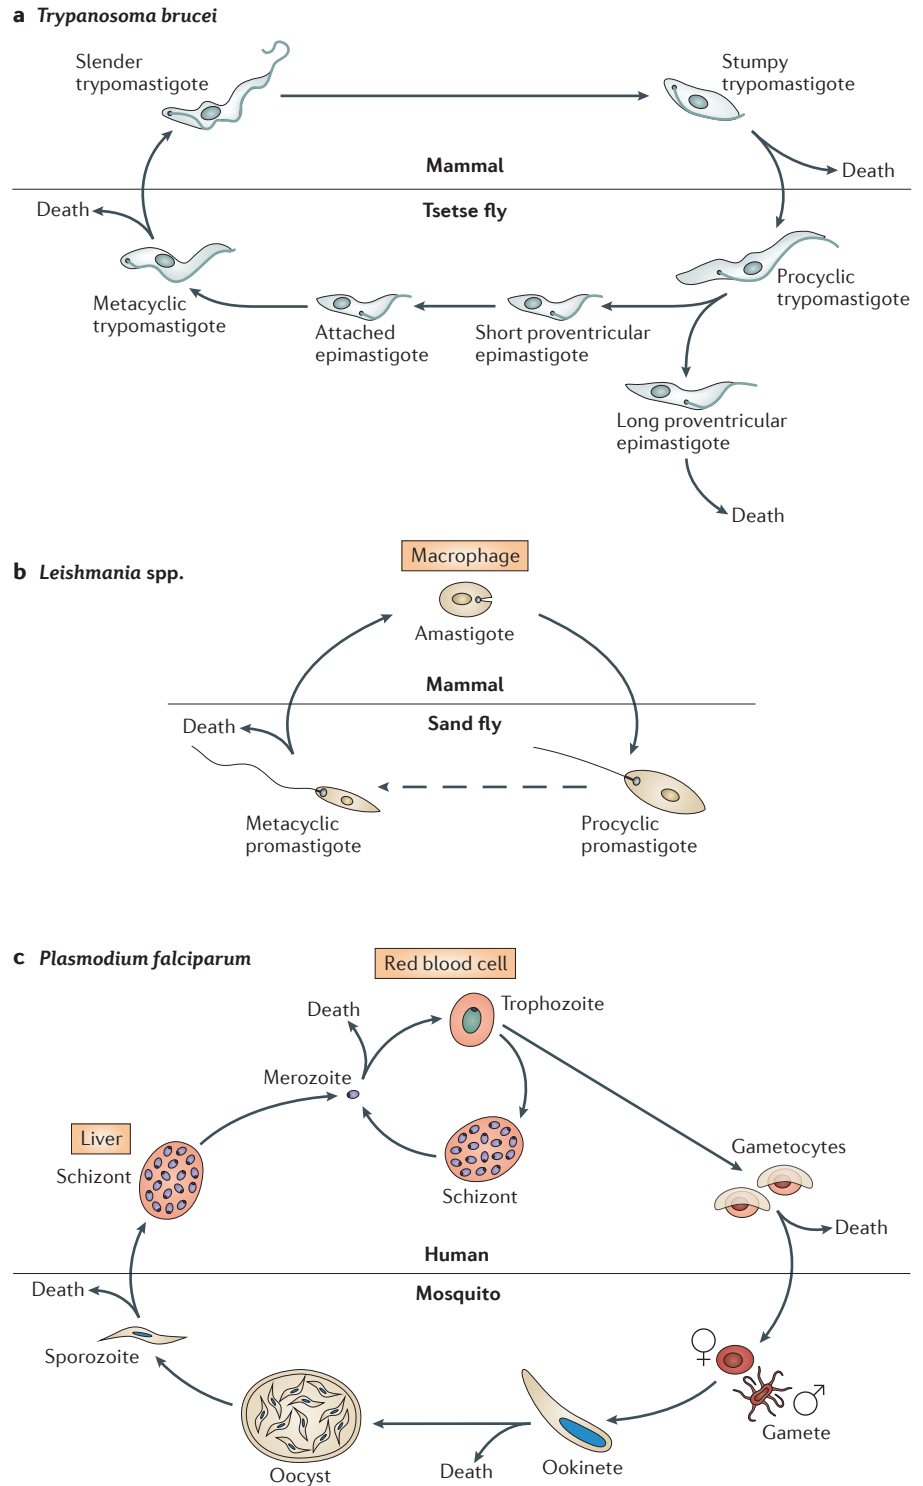 a Trypanosoma brucei
Slender
trypomastigote
Stumpy
trypomastigote
Mammal
Death
Death
Tsetse fly
Procyclic
trypomastigote
Metacyclic
trypomastigote
Attached
epimastigote
Short proventricular
epimastigote
Long proventricular
epimastigote
Death
b Leishmania spp.
Macrophage
Amastigote
Mammal
Death
Sand fly
Metacyclic
promastigote
Procyclic
promastigote
c Plasmodium falciparum
Red blood cell
Death
Trophozoite
Merozoite
Liver
Schizont
Schizont
Gametocytes
Death
Human
Death
Mosquito
Sporozoite
♀
♂
Gamete
Oocyst
Death
Ookinete